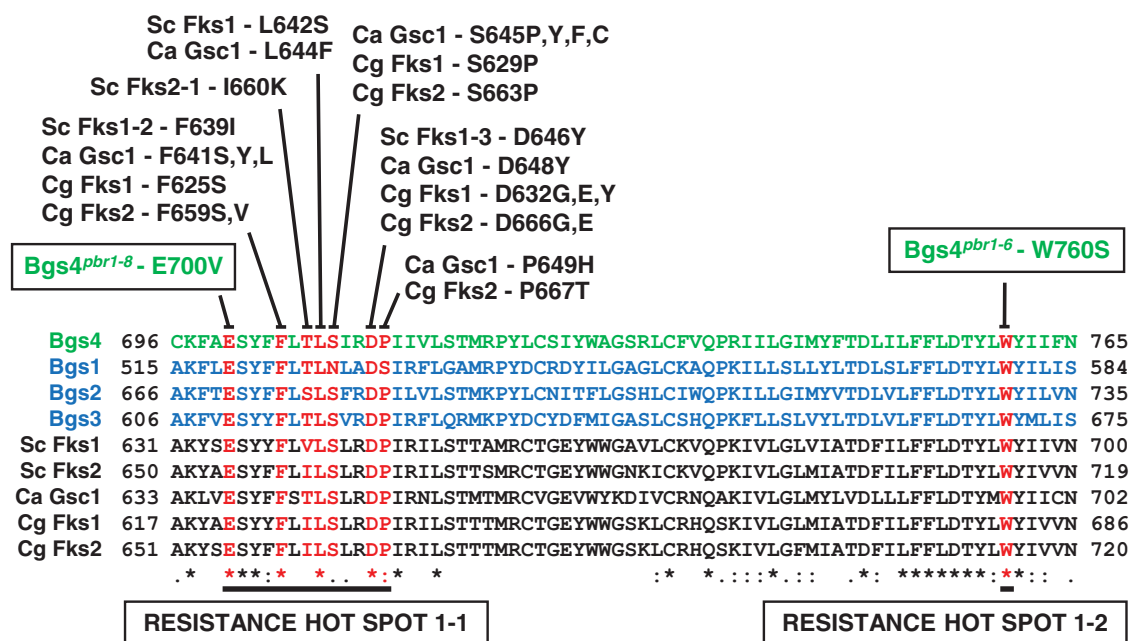 Sc Fks1 - L642S
Ca Gsc1 - L644F
Ca Gsc1 - S645P,Y,F,C
Cg Fks1 - S629P
Cg Fks2 - S663P
Sc Fks2-1 - I660K
Sc Fks1-2 - F639I
Ca Gsc1 - F641S,Y,L
Cg Fks1 - F625S
Cg Fks2 - F659S,V
Sc Fks1-3 - D646Y
Ca Gsc1 - D648Y
Cg Fks1 - D632G,E,Y
Cg Fks2 - D666G,E
Ca Gsc1 - P649H
Cg Fks2 - P667T
Bgs4pbr1-8 - E700V
Bgs4pbr1-6 - W760S
Bgs4 696 CKFAESYFFLTLSIRDPIIVLSTMRPYLCSIYWAGSRLCFVQPRIILGIMYFTDLILFFLDTYLWYIIFN 765
Bgs1 515 AKFLESYFFLTLNLADSIRFLGAMRPYDCRDYILGAGLCKAQPKILLSLLYLTDLSLFFLDTYLWYILIS 584
Bgs2 666 AKFTESYFFLSLSFRDPILVLSTMKPYLCNITFLGSHLCIWQPKILLGIMYVTDLVLFFLDTYLWYILVN 735
Bgs3 606 AKFVESYFFLTLSVRDPIRFLQRMKPYDCYDFMIGASLCSHQPKFLLSLVYLTDLVLFFLDTYLWYMLIS 675
Sc Fks1 631 AKYSESYYFLVLSLRDPIRILSTTAMRCTGEYWWGAVLCKVQPKIVLGLVIATDFILFFLDTYLWYIIVN 700
Sc Fks2 650 AKYAESYFFLILSLRDPIRILSTTSMRCTGEYWWGNKICKVQPKIVLGLMIATDFILFFLDTYLWYIVVN 719
Ca Gsc1 633 AKLVESYFFSTLSLRDPIRNLSTMTMRCVGEVWYKDIVCRNQAKIVLGLMYLVDLLLFFLDTYMWYIICN 702
Cg Fks1 617 AKYAESYYFLILSLRDPIRILSTTTMRCTGEYWWGSKLCRHQSKIVLGLMIATDFILFFLDTYLWYIVVN 686
Cg Fks2 651 AKYSESYFFLILSLRDPIRILSTTTMRCTGEYWWGSKLCRHQSKIVLGFMIATDFILFFLDTYLWYIVVN 720
.* ***:* *.. *:* * :* *.:::*:: *: ********:: .
RESISTANCE HOT SPOT 1-1
RESISTANCE HOT SPOT 1-2